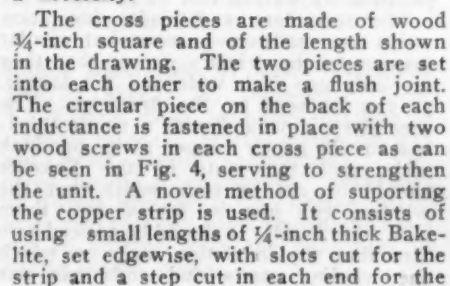 The cross pieces are made of wood
¾-inch square and of the length shown
in the drawing. The two pieces are set
into each other to make a flush joint.
The circular piece on the back of each
inductance is fastened in place with two
wood screws in each cross piece as can
be seen in Fig. 4, serving to strengthen
the unit. A novel method of suporting
the copper strip is used. It consists of
using small lengths of ¼-inch thick Bake-
lite, set edgewise, with slots cut for the
strip and a step cut in each end for the